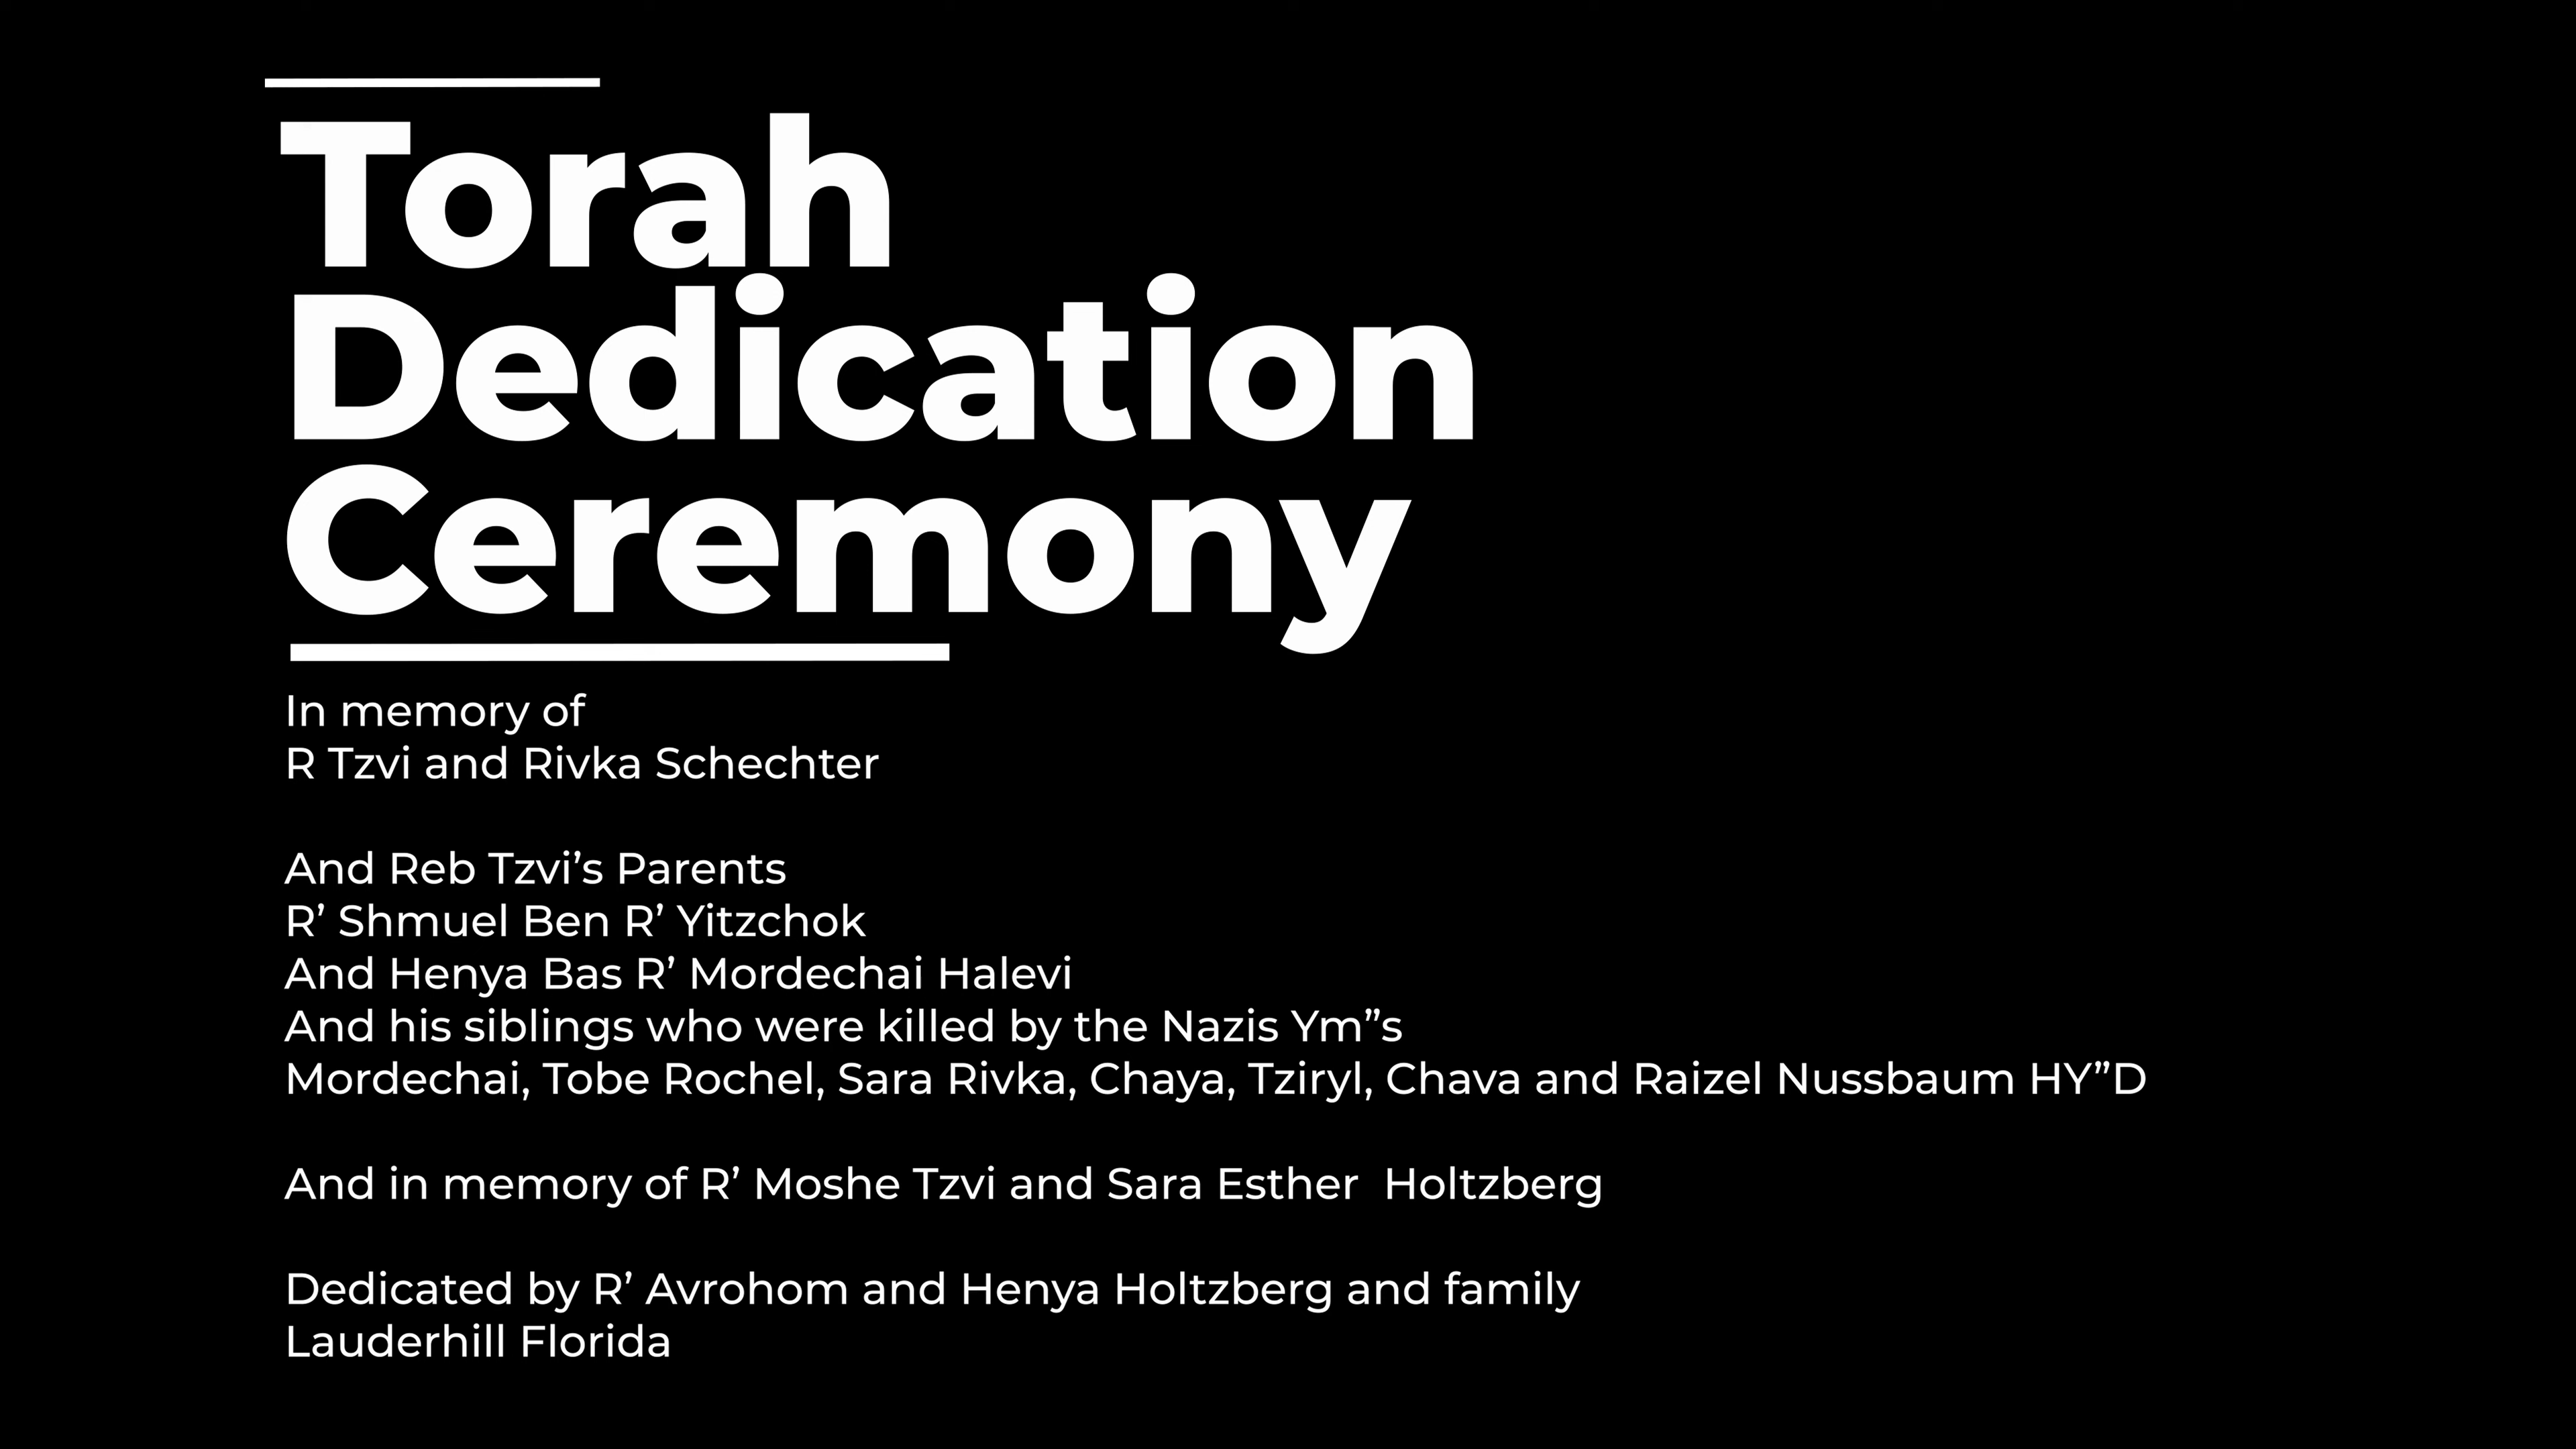 Torah
Dedication
Ceremony
In memory of
R Tzvi and Rivka Schechter
And Reb Tzvi’s Parents
R’ Shmuel Ben R’ Yitzchok
And Henya Bas R’ Mordechai Halevi
And his siblings who were killed by the Nazis Ym”s
Mordechai, Tobe Rochel, Sara Rivka, Chaya, Tziryl, Chava and Raizel Nussbaum HY”D
And in memory of R’ Moshe Tzvi and Sara Esther  Holtzberg
Dedicated by R’ Avrohom and Henya Holtzberg and family
Lauderhill Florida